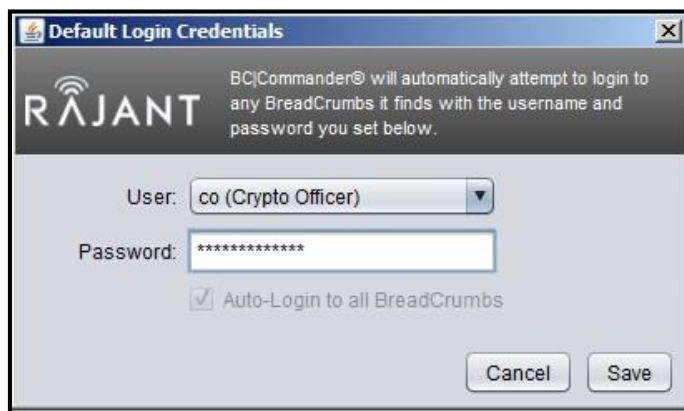 Default Login Credentials
RAJANT
BC|Commander® will automatically attempt to login to
any BreadCrumbs it finds with the username and
password you set below.
User: co (Crypto Officer)
Password: *************
Auto-Login to all BreadCrumbs
Cancel Save